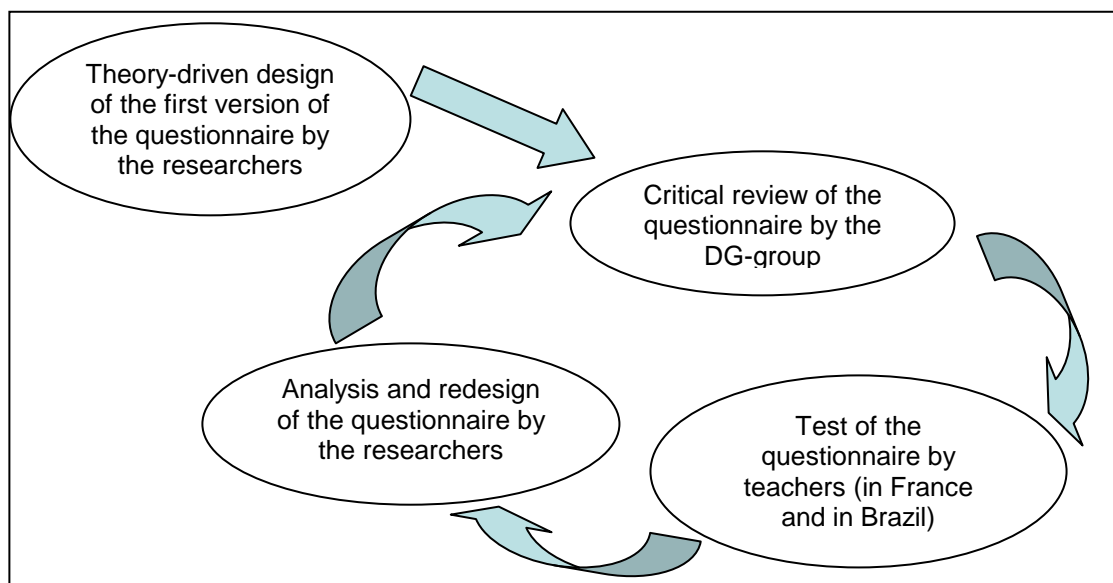 Theory-driven design
of the first version of
the questionnaire by
the researchers
Critical review of the
questionnaire by the
DG-group
Test of the
questionnaire by
teachers (in France
and in Brazil)
Analysis and redesign
of the questionnaire by
the researchers